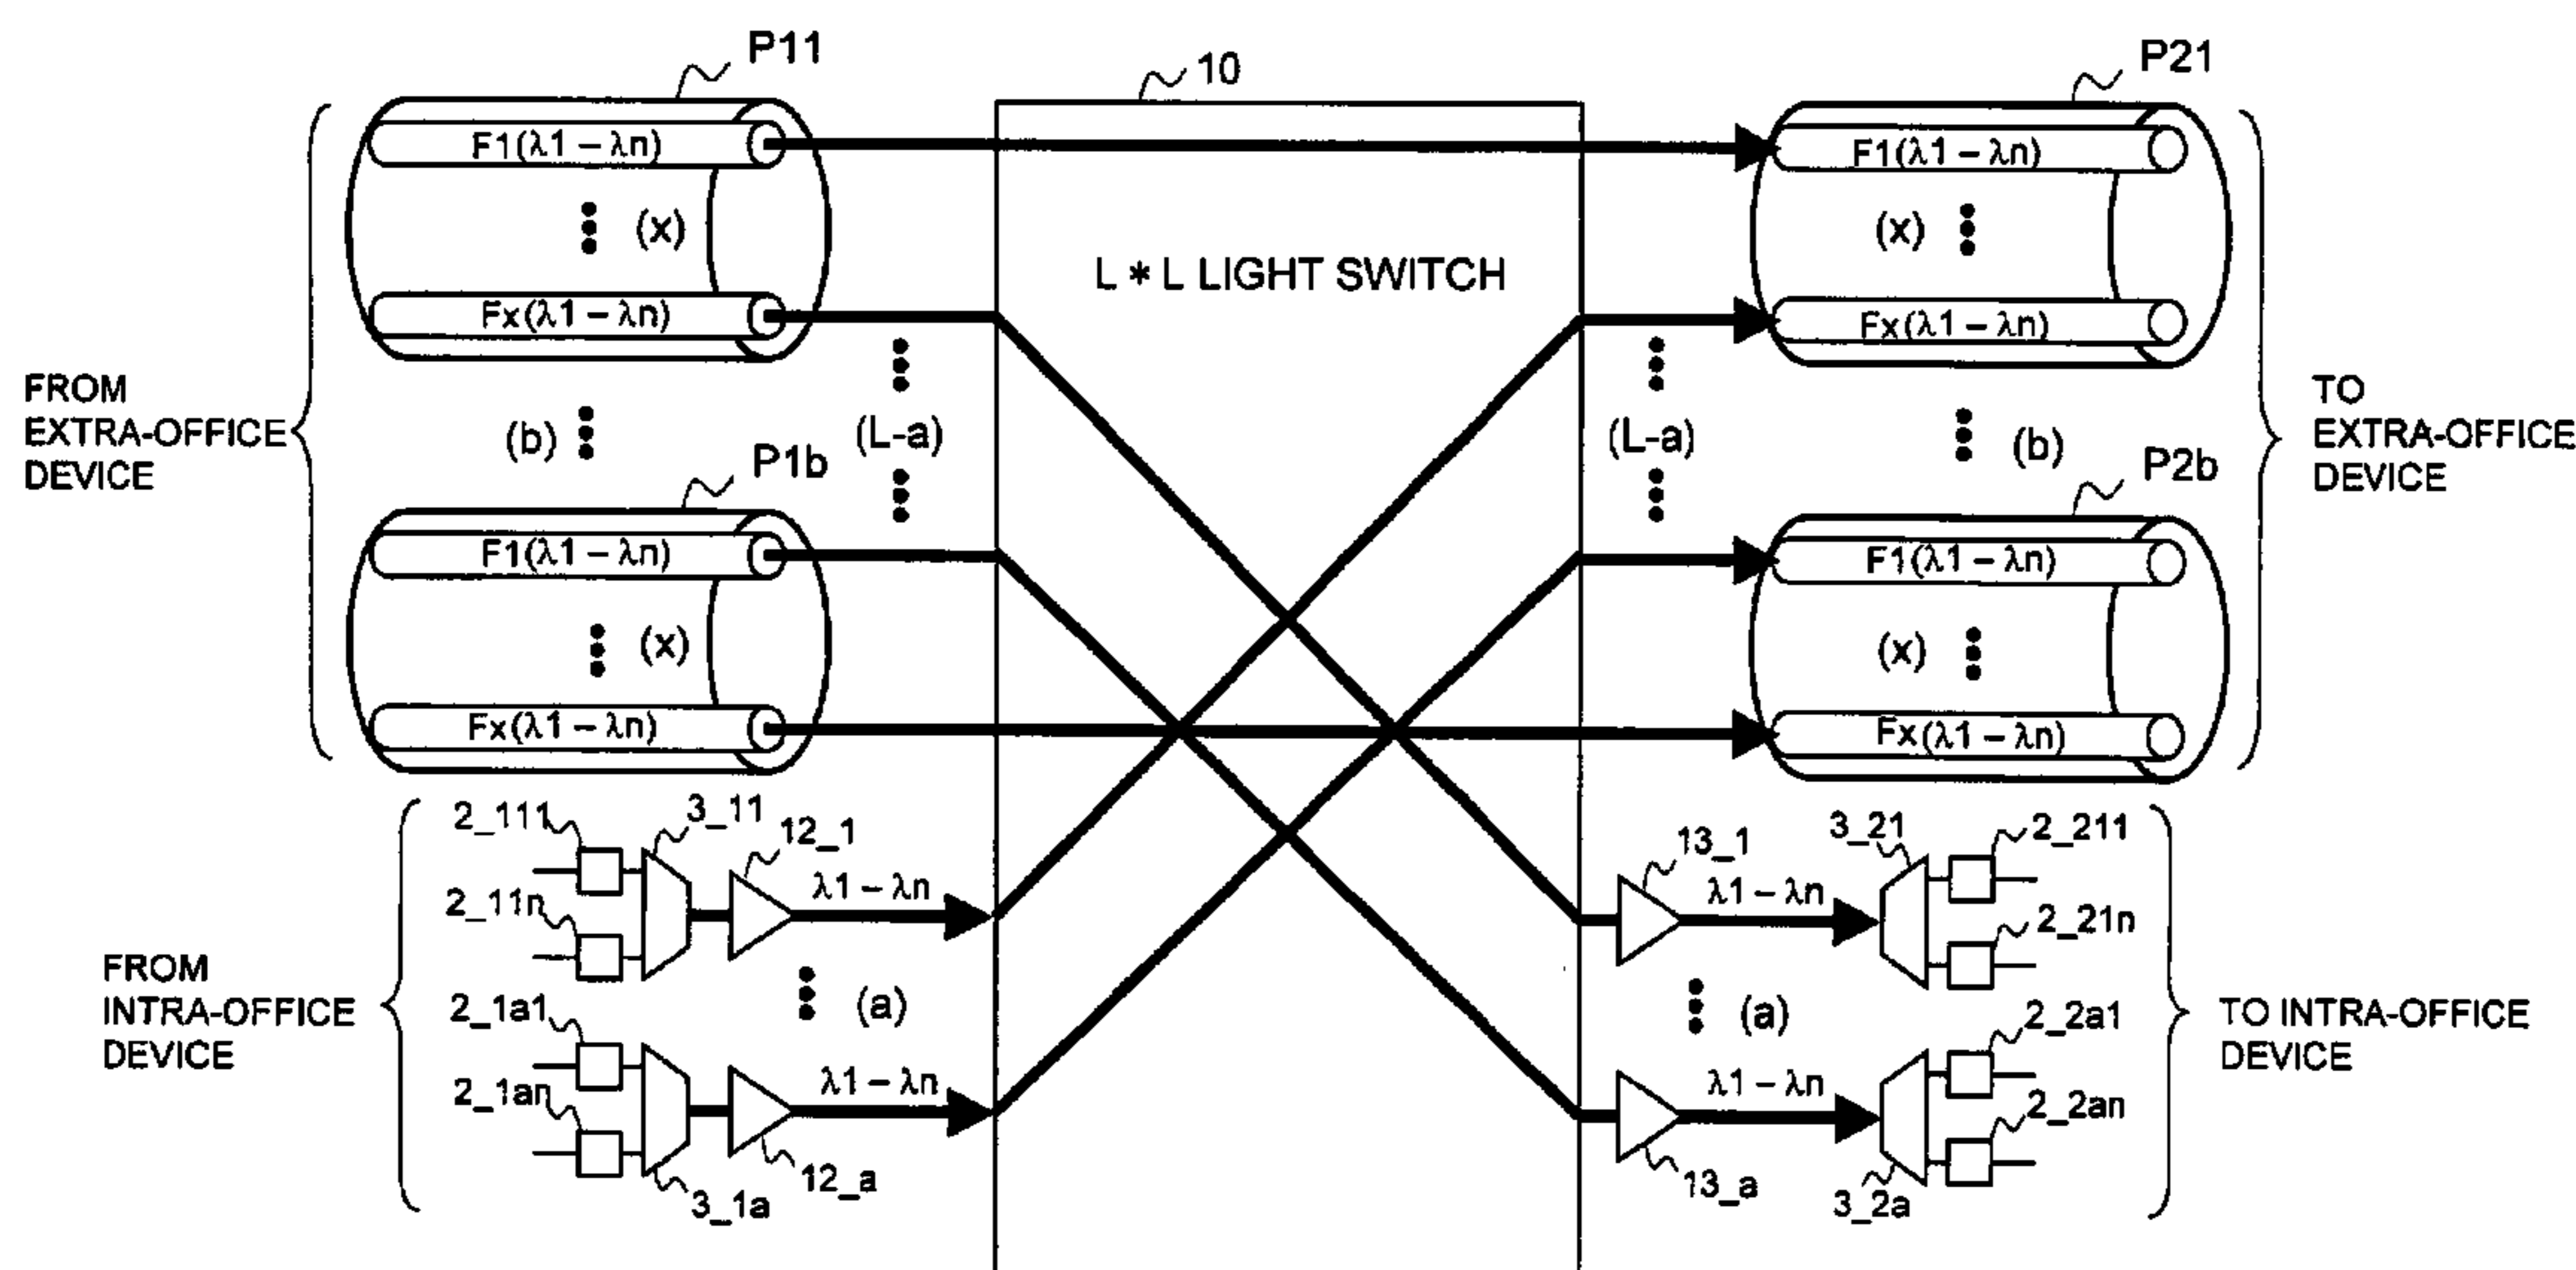 P11
10
P21
F1(λ1 – λn)
F1(λ1 – λn)
(x)
(x)
L * L LIGHT SWITCH
Fx(λ1 – λn)
Fx(λ1 – λn)
FROM
EXTRA-OFFICE
DEVICE
(b)
(L-a)
(L-a)
(b)
TO
EXTRA-OFFICE
DEVICE
P1b
P2b
F1(λ1 – λn)
F1(λ1 – λn)
(x)
(x)
Fx(λ1 – λn)
Fx(λ1 – λn)
2_111
3_11
12_1
λ1 – λn
13_1
λ1 – λn
3_21
2_211
2_11n
2_21n
FROM
INTRA-OFFICE
DEVICE
(a)
(a)
TO INTRA-OFFICE
DEVICE
2_1a1
2_2a1
2_1an
λ1 – λn
λ1 – λn
2_2an
3_1a
12_a
13_a
3_2a